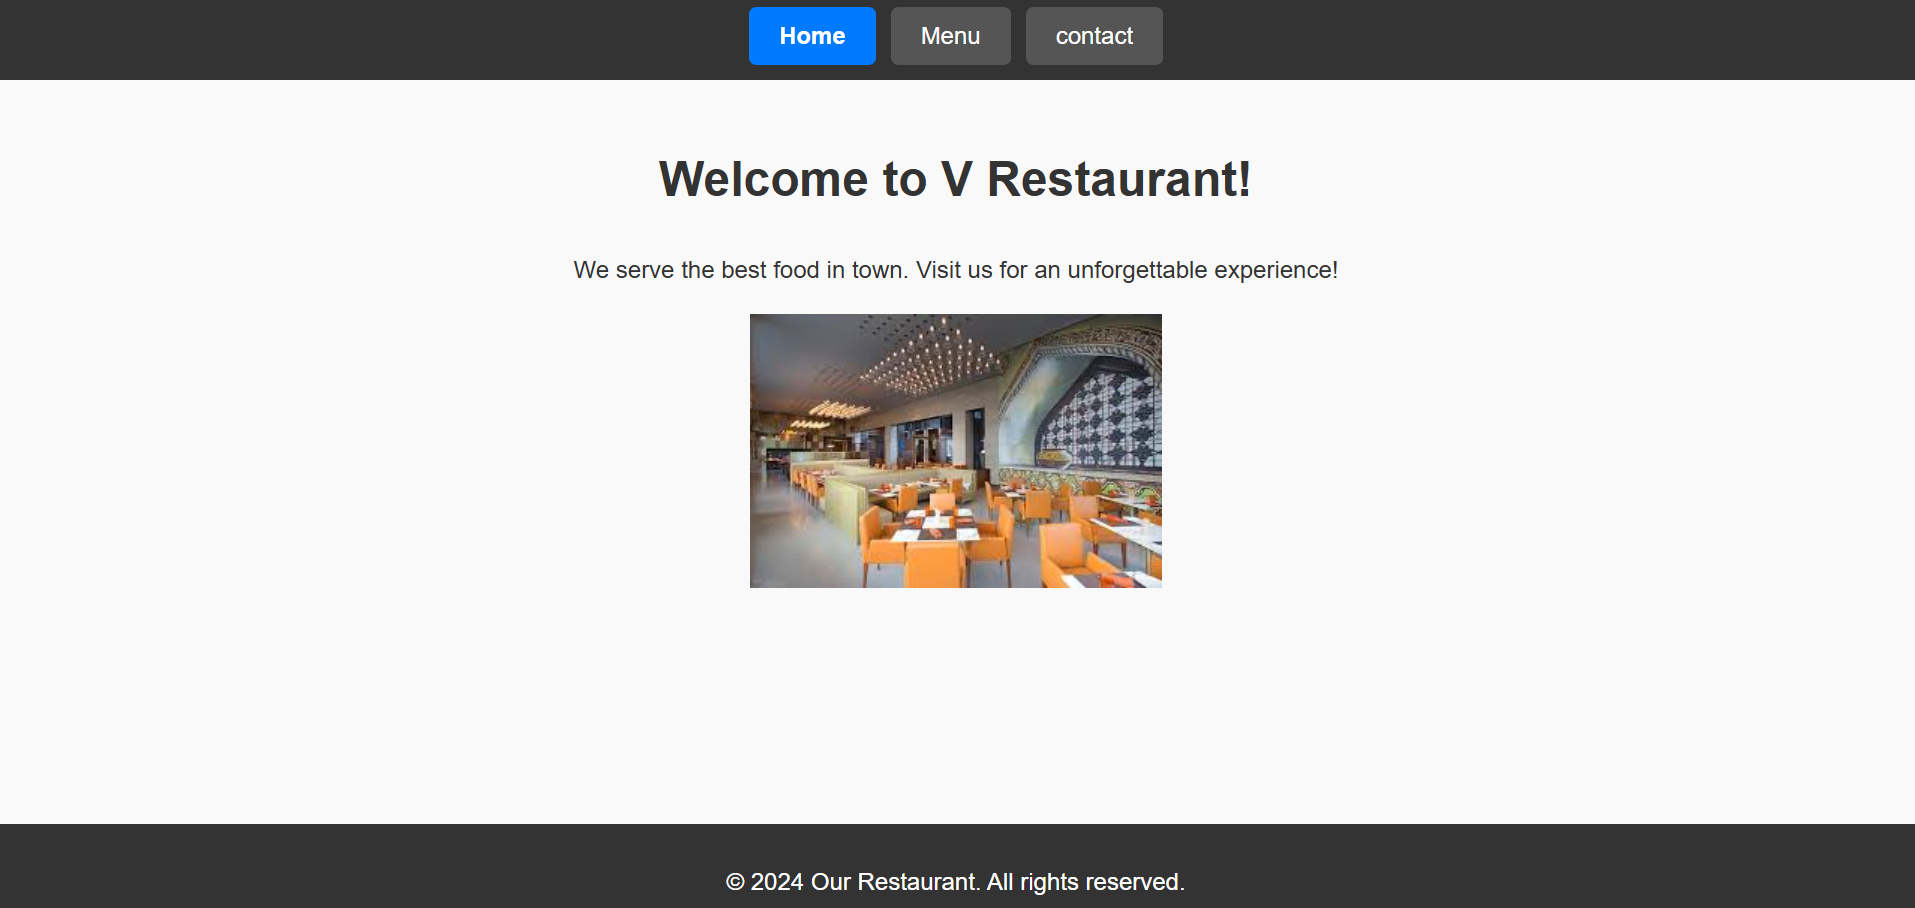 Home Menu contact
Welcome to V Restaurant!
We serve the best food in town. Visit us for an unforgettable experience!
© 2024 Our Restaurant. All rights reserved.